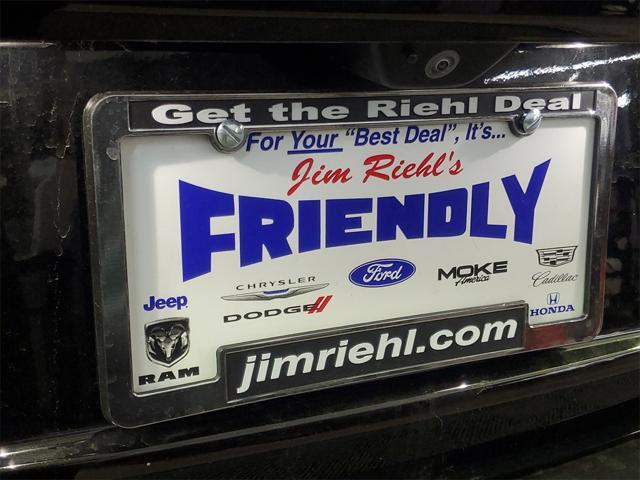 Get the Riehl Deal
For Your "Best Deal", It's...
Jim Riehl's
FRIENDLY
Jeep
CHRYSLER
Ford
MOKE
America
Cadillac
DODGE
RAM
HONDA
jimriehl.com